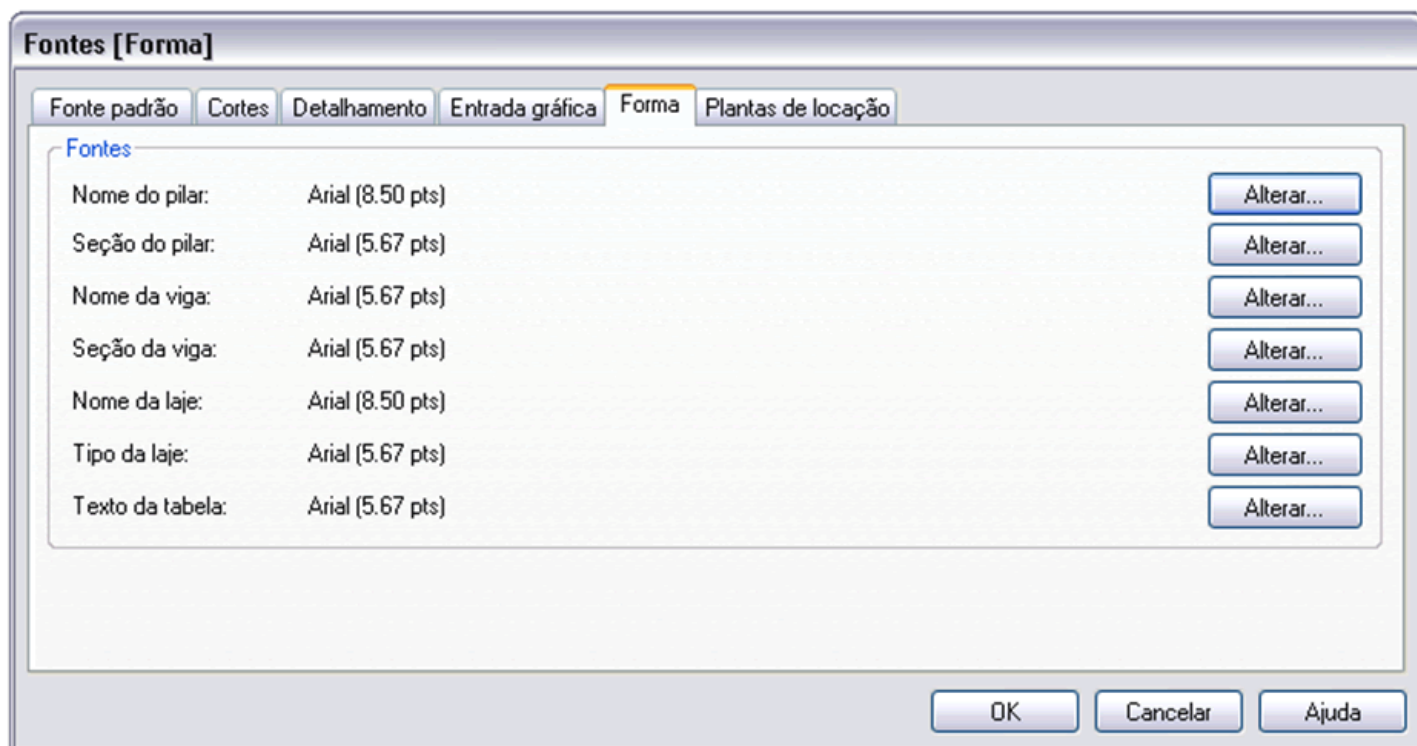 Fontes [Forma]
Fonte padrão Cortes Detalhamento Entrada gráfica Forma Plantas de locação
Fontes
Nome do pilar: Arial (8.50 pts) Alterar...
Seção do pilar: Arial (5.67 pts) Alterar...
Nome da viga: Arial (5.67 pts) Alterar...
Seção da viga: Arial (5.67 pts) Alterar...
Nome da laje: Arial (8.50 pts) Alterar...
Tipo da laje: Arial (5.67 pts) Alterar...
Texto da tabela: Arial (5.67 pts) Alterar...
OK Cancelar Ajuda